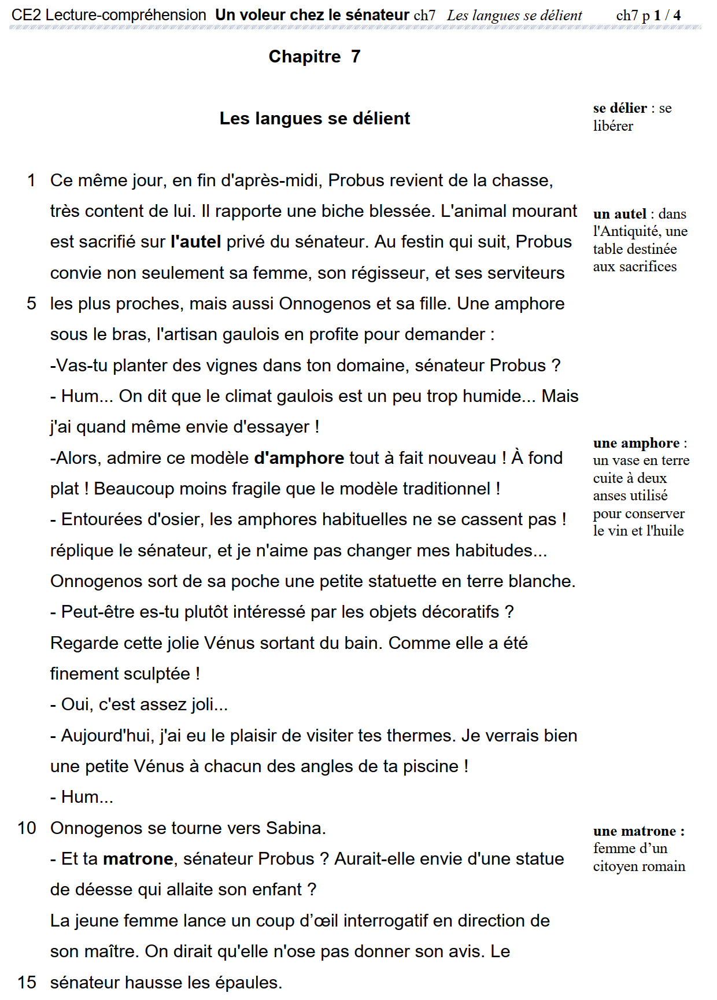 CE2 Lecture-compréhension Un voleur chez le sénateur ch7 Les langues se délient ch7 p 1 / 4
Chapitre 7
Les langues se délient
se délier : se
libérer
1 Ce même jour, en fin d'après-midi, Probus revient de la chasse,
très content de lui. Il rapporte une biche blessée. L'animal mourant
est sacrifié sur l'autel privé du sénateur. Au festin qui suit, Probus
convie non seulement sa femme, son régisseur, et ses serviteurs
5 les plus proches, mais aussi Onnogenos et sa fille. Une amphore
sous le bras, l'artisan gaulois en profite pour demander :
-Vas-tu planter des vignes dans ton domaine, sénateur Probus ?
- Hum... On dit que le climat gaulois est un peu trop humide... Mais
j'ai quand même envie d'essayer !
-Alors, admire ce modèle d'amphore tout à fait nouveau ! À fond
plat ! Beaucoup moins fragile que le modèle traditionnel !
- Entourées d'osier, les amphores habituelles ne se cassent pas !
réplique le sénateur, et je n'aime pas changer mes habitudes...
Onnogenos sort de sa poche une petite statuette en terre blanche.
- Peut-être es-tu plutôt intéressé par les objets décoratifs ?
Regarde cette jolie Vénus sortant du bain. Comme elle a été
finement sculptée !
- Oui, c'est assez joli...
- Aujourd'hui, j'ai eu le plaisir de visiter tes thermes. Je verrais bien
une petite Vénus à chacun des angles de ta piscine !
- Hum...
10 Onnogenos se tourne vers Sabina.
- Et ta matrone, sénateur Probus ? Aurait-elle envie d'une statue
de déesse qui allaite son enfant ?
La jeune femme lance un coup d’œil interrogatif en direction de
son maître. On dirait qu'elle n'ose pas donner son avis. Le
15 sénateur hausse les épaules.
un autel : dans
l'Antiquité, une
table destinée
aux sacrifices
une amphore :
un vase en terre
cuite à deux
anses utilisé
pour conserver
le vin et l'huile
une matrone :
femme d’un
citoyen romain